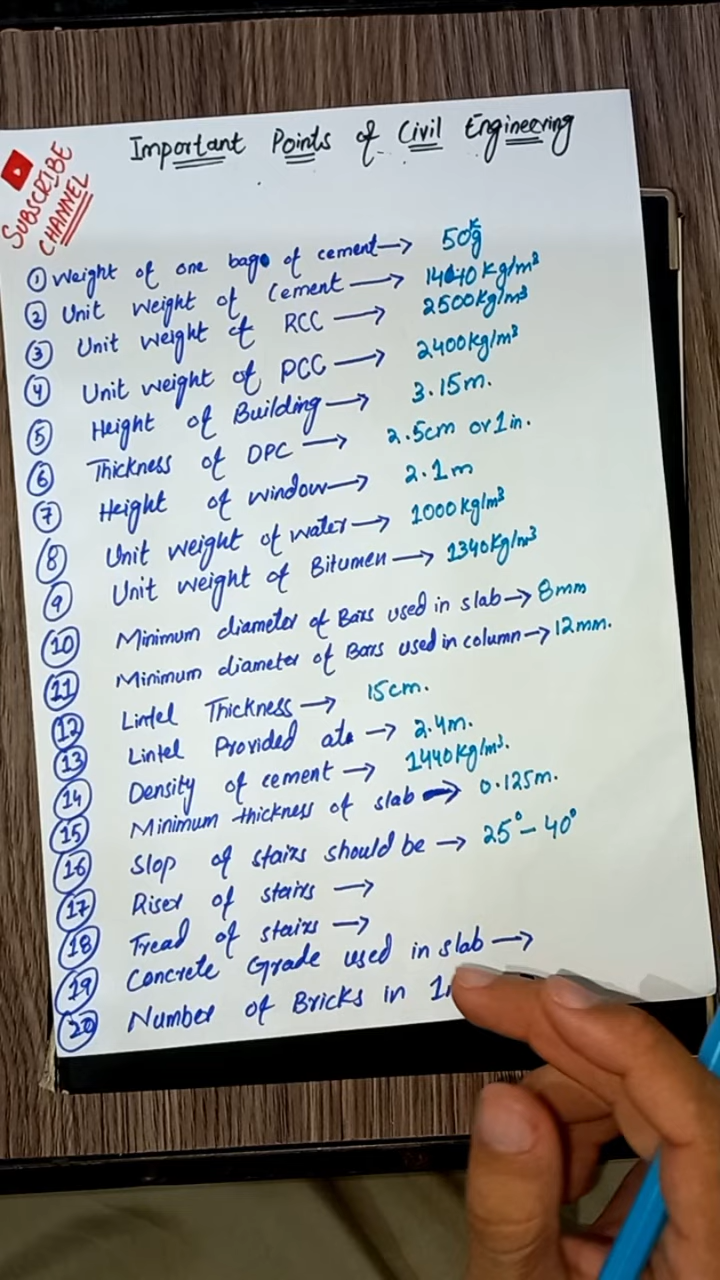 Important Points of Civil Engineering
SUBSCRIBE
CHANNEL
① Weight of one bag of cement → 50kg
② Unit weight of Cement → 1440 kg/m³
③ Unit weight of RCC → 2500kg/m³
④ Unit weight of PCC → 2400kg/m³
⑤ Height of Building → 3.15m.
⑥ Thickness of DPC → 2.5cm or 1in.
⑦ Height of window → 2.1m
⑧ Unit weight of water → 1000kg/m³
⑨ Unit weight of Bitumen → 1340kg/m³
⑩ Minimum diameter of Bars used in slab → 8mm
⑪ Minimum diameter of Bars used in column → 12mm.
⑫ Lintel Thickness → 15cm.
⑬ Lintel Provided at → 2.4m.
⑭ Density of cement → 1440kg/m³.
⑮ Minimum thickness of slab → 0.125m.
⑯ Slop of stairs should be → 25° – 40°
⑰ Riser of stairs →
⑱ Tread of stairs →
⑲ Concrete Grade used in slab →
⑳ Number of Bricks in 1